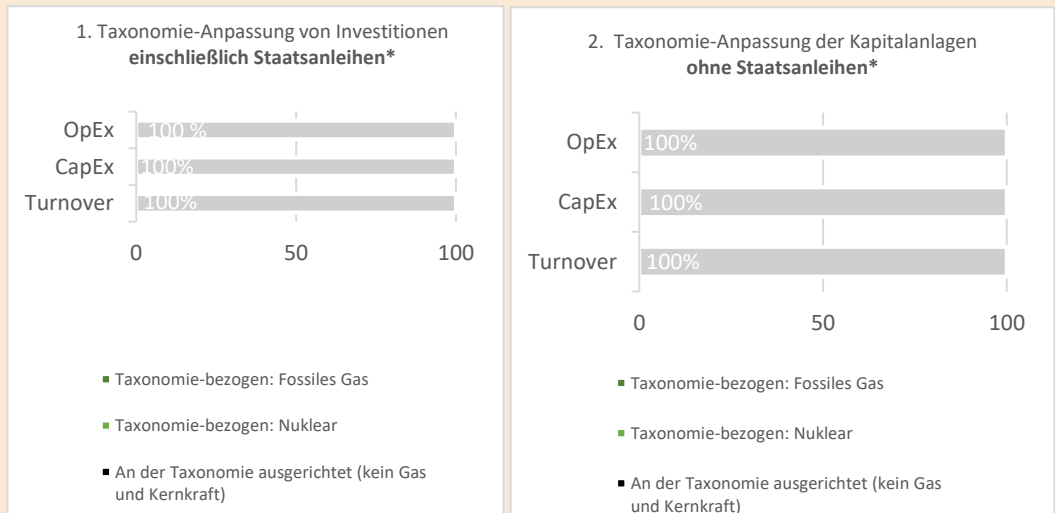 1. Taxonomie-Anpassung von Investitionen
einschließlich Staatsanleihen*
OpEx
100 %
CapEx
100%
Turnover
100%
0
50
100
Taxonomie-bezogen: Fossiles Gas
Taxonomie-bezogen: Nuklear
An der Taxonomie ausgerichtet (kein Gas
und Kernkraft)
2. Taxonomie-Anpassung der Kapitalanlagen
ohne Staatsanleihen*
OpEx
100%
CapEx
100%
Turnover
100%
0
50
100
Taxonomie-bezogen: Fossiles Gas
Taxonomie-bezogen: Nuklear
An der Taxonomie ausgerichtet (kein Gas
und Kernkraft)